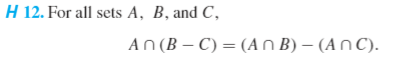 H 12. For all sets A, B, and C,
A ∩ (B − C) = (A ∩ B) − (A ∩ C).